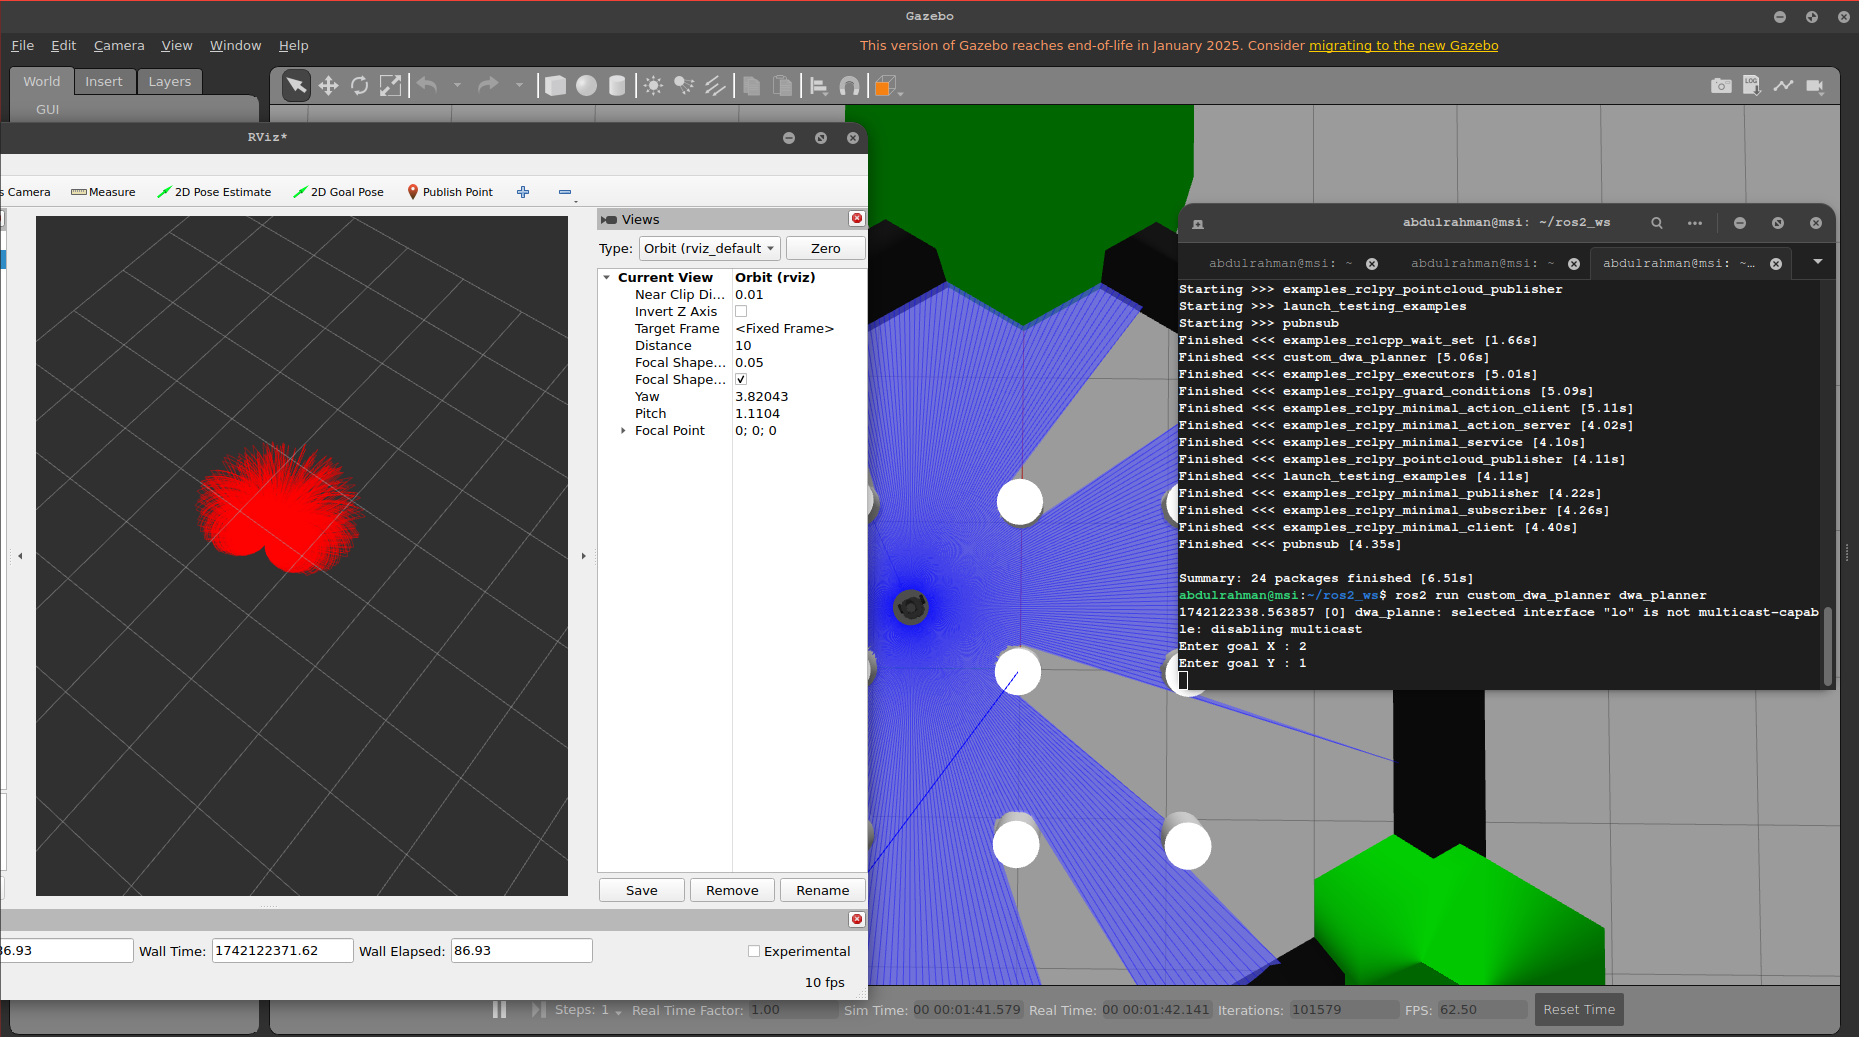 Gazebo
File Edit Camera View Window Help
This version of Gazebo reaches end-of-life in January 2025. Consider migrating to the new Gazebo
World Insert Layers
GUI
RViz*
s Camera Measure 2D Pose Estimate 2D Goal Pose Publish Point
Views
Type: Orbit (rviz_default Zero
Current View Orbit (rviz)
Near Clip Di... 0.01
Invert Z Axis
Target Frame <Fixed Frame>
Distance 10
Focal Shape... 0.05
Focal Shape...
Yaw 3.82043
Pitch 1.1104
Focal Point 0; 0; 0
Save Remove Rename
36.93 Wall Time: 1742122371.62 Wall Elapsed: 86.93 Experimental
10 fps
abdulrahman@msi: ~/ros2_ws
abdulrahman@msi: ~ abdulrahman@msi: ~ abdulrahman@msi: ~...
Starting >>> examples_rclpy_pointcloud_publisher
Starting >>> launch_testing_examples
Starting >>> pubnsub
Finished <<< examples_rclcpp_wait_set [1.66s]
Finished <<< custom_dwa_planner [5.06s]
Finished <<< examples_rclpy_executors [5.01s]
Finished <<< examples_rclpy_guard_conditions [5.09s]
Finished <<< examples_rclpy_minimal_action_client [5.11s]
Finished <<< examples_rclpy_minimal_action_server [4.02s]
Finished <<< examples_rclpy_minimal_service [4.10s]
Finished <<< examples_rclpy_pointcloud_publisher [4.11s]
Finished <<< launch_testing_examples [4.11s]
Finished <<< examples_rclpy_minimal_publisher [4.22s]
Finished <<< examples_rclpy_minimal_subscriber [4.26s]
Finished <<< examples_rclpy_minimal_client [4.40s]
Finished <<< pubnsub [4.35s]
Summary: 24 packages finished [6.51s]
abdulrahman@msi:~/ros2_ws$ ros2 run custom_dwa_planner dwa_planner
1742122338.563857 [0] dwa_planne: selected interface "lo" is not multicast-capab
le: disabling multicast
Enter goal X : 2
Enter goal Y : 1
Steps: 1 Real Time Factor: 1.00 Sim Time: 00 00:01:41.579 Real Time: 00 00:01:42.141 Iterations: 101579 FPS: 62.50 Reset Time